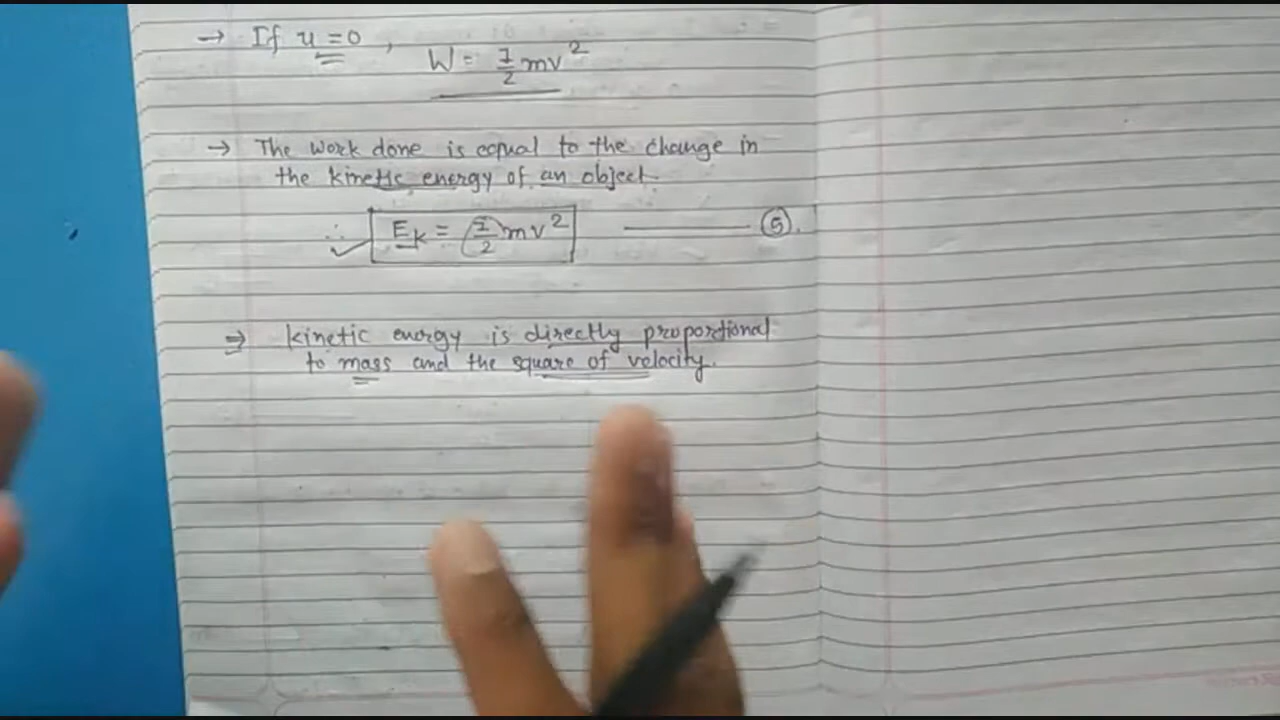 → If u = 0 , W = 1/2 mv²
→ The work done is equal to the change in
the kinetic energy of an object.
∴ Ek = 1/2 mv² ——— ⑤.
⇒ kinetic energy is directly proportional
to mass and the square of velocity.